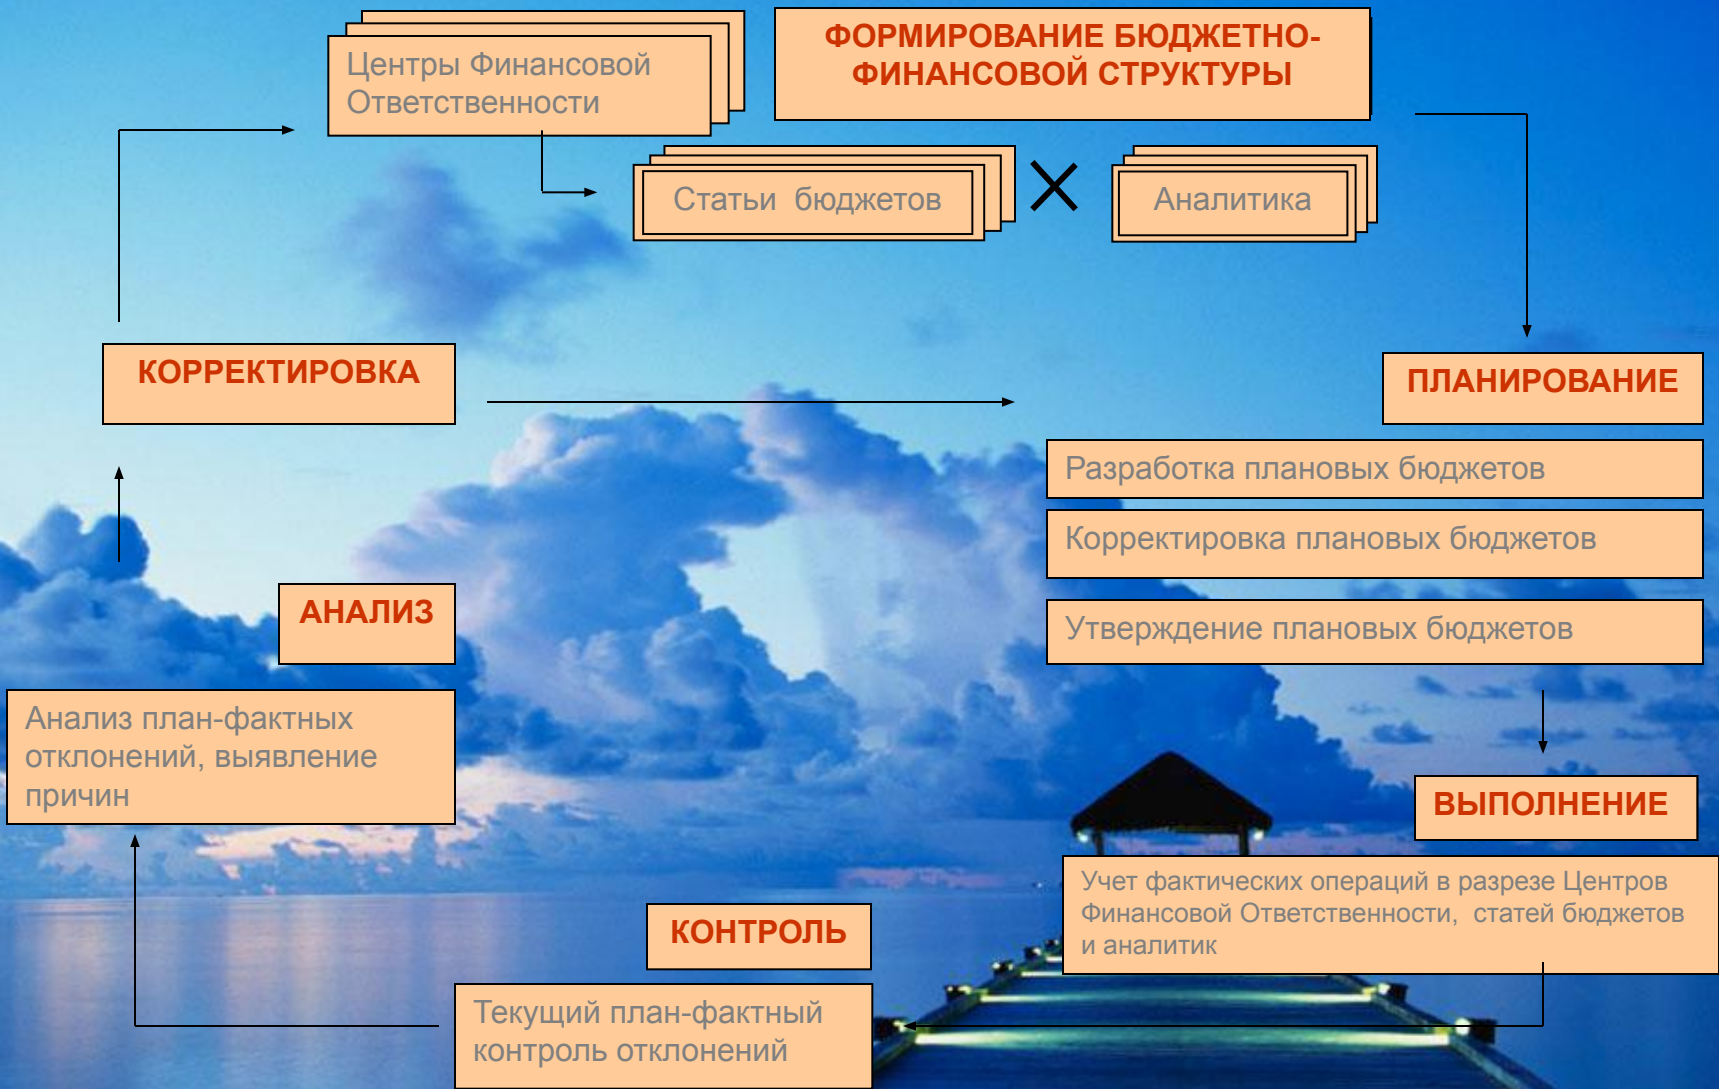 Центры Финансовой
Ответственности
ФОРМИРОВАНИЕ БЮДЖЕТНО-
ФИНАНСОВОЙ СТРУКТУРЫ
Статьи бюджетов
Аналитика
КОРРЕКТИРОВКА
ПЛАНИРОВАНИЕ
Разработка плановых бюджетов
Корректировка плановых бюджетов
Утверждение плановых бюджетов
АНАЛИЗ
Анализ план-фактных
отклонений, выявление
причин
ВЫПОЛНЕНИЕ
Учет фактических операций в разрезе Центров
Финансовой Ответственности, статей бюджетов
и аналитик
КОНТРОЛЬ
Текущий план-фактный
контроль отклонений